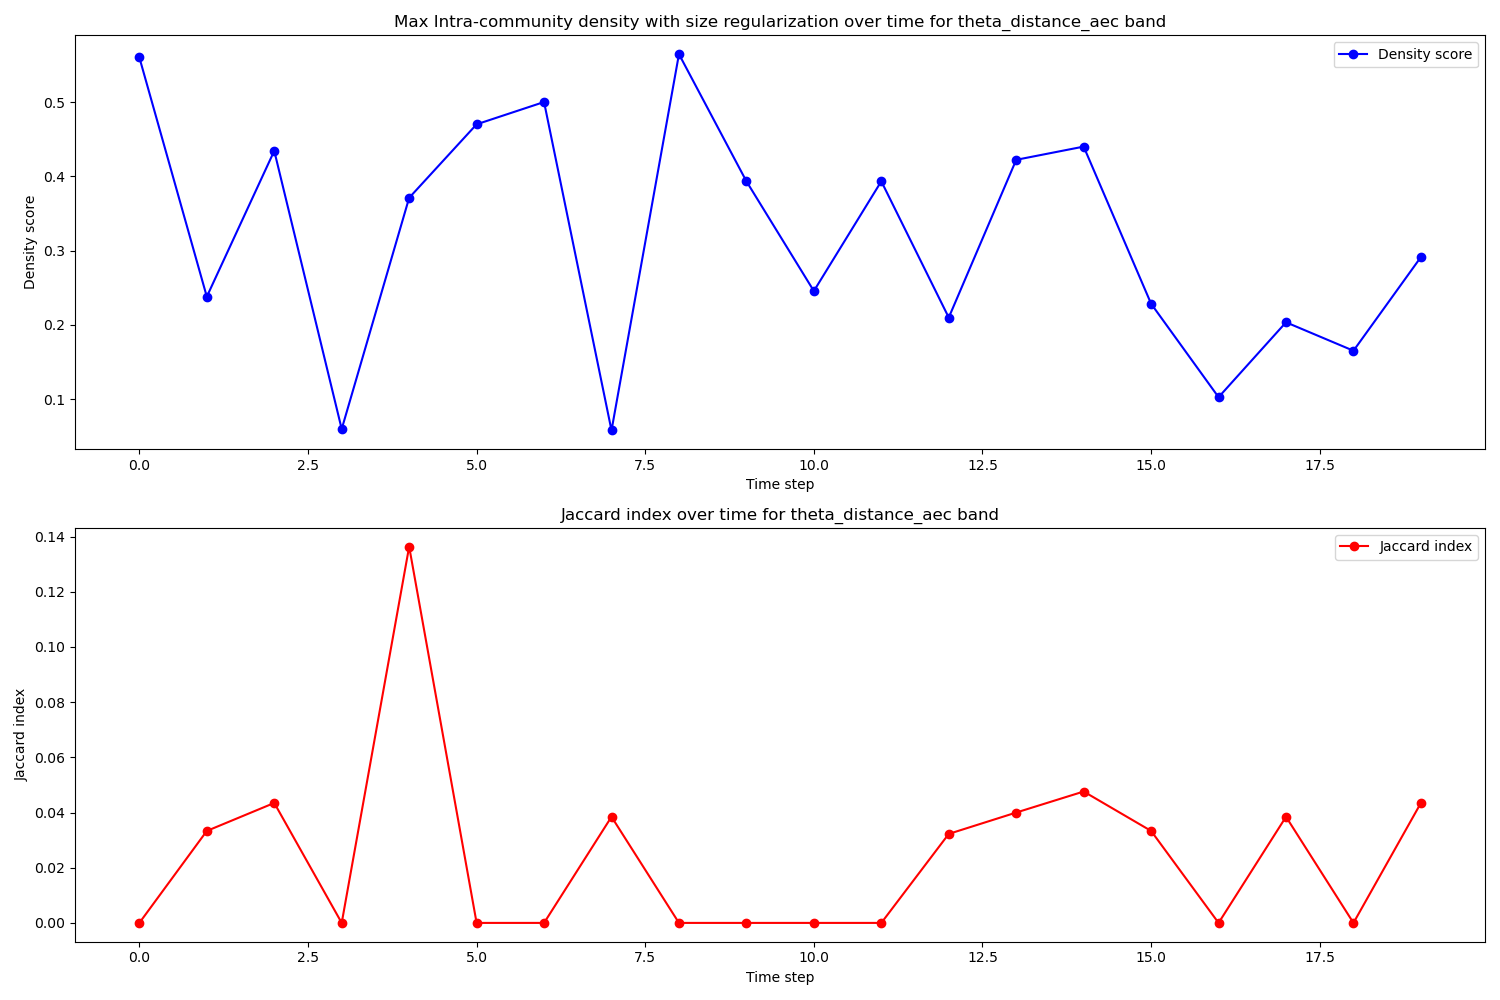 Max Intra-community density with size regularization over time for theta_distance_aec band
Density score
Density score
0.5
0.4
0.3
0.2
0.1
0.0 2.5 5.0 7.5 10.0 12.5 15.0 17.5
Time step
Jaccard index over time for theta_distance_aec band
Jaccard index
Jaccard index
0.14
0.12
0.10
0.08
0.06
0.04
0.02
0.00
0.0 2.5 5.0 7.5 10.0 12.5 15.0 17.5
Time step